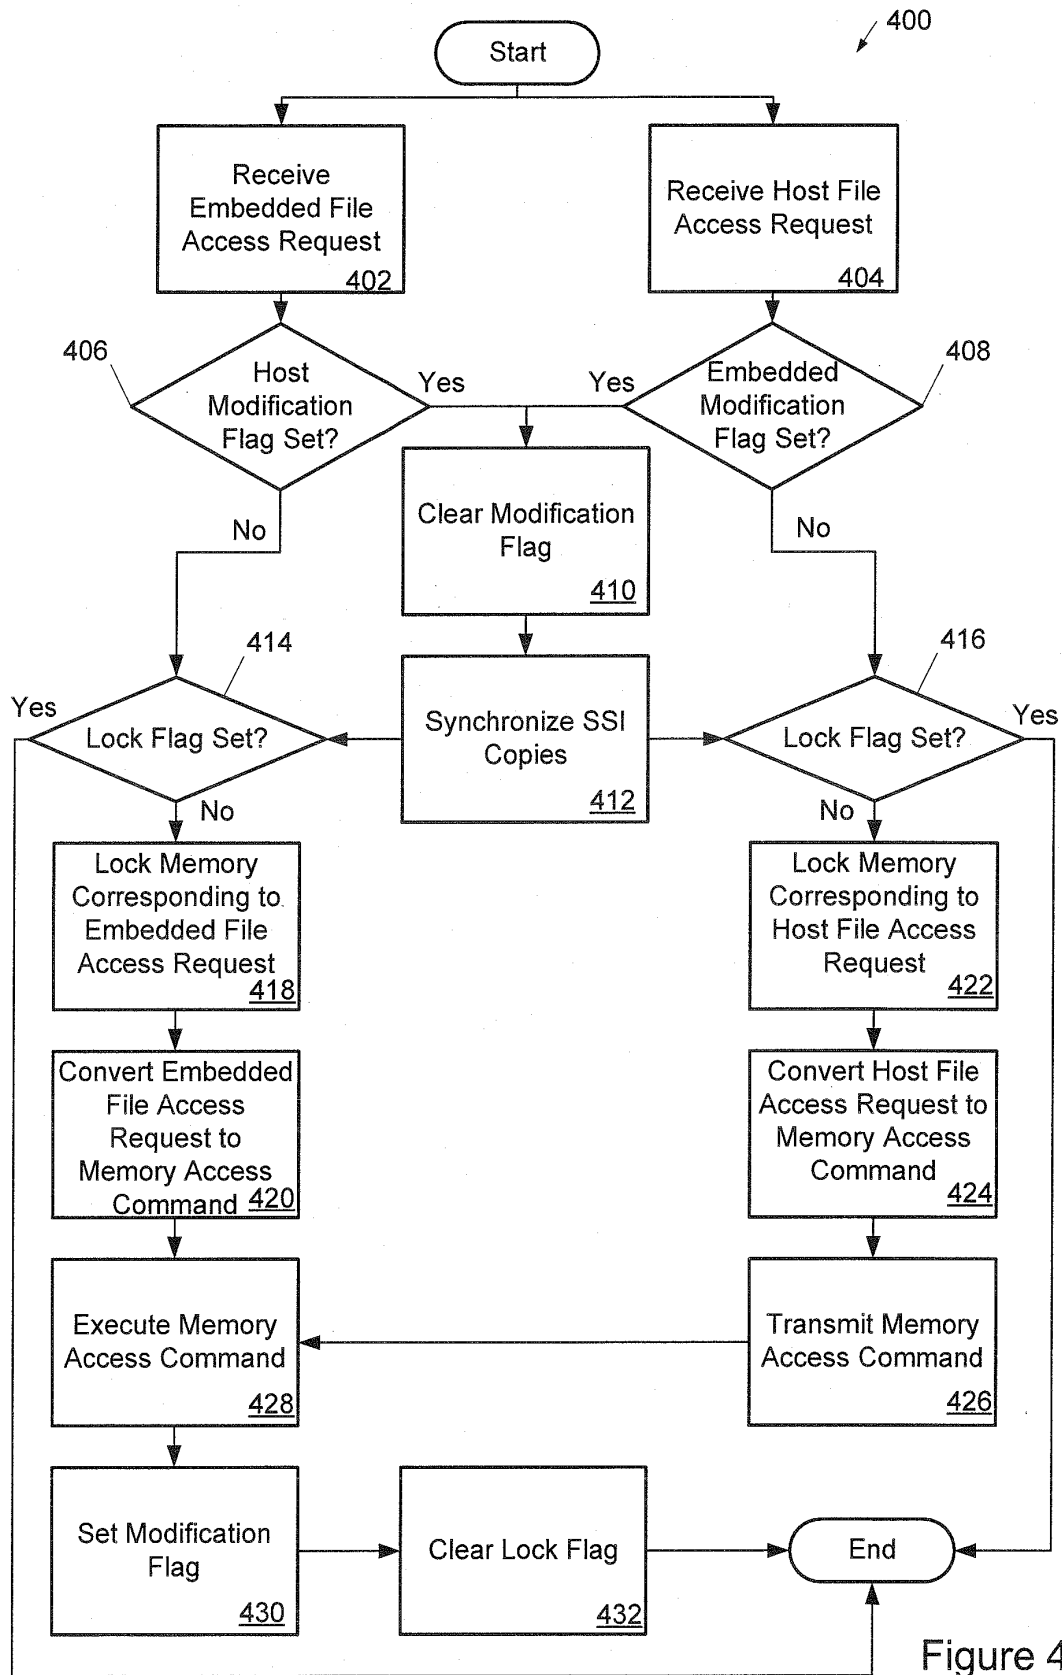 400
Start
Receive
Embedded File
Access Request
402
Receive Host File
Access Request
404
406
Host
Modification
Flag Set?
Yes
Yes
Embedded
Modification
Flag Set?
408
No
Clear Modification
Flag
410
No
414
416
Yes
Lock Flag Set?
Synchronize SSI
Copies
412
Lock Flag Set?
Yes
No
No
Lock Memory
Corresponding to
Embedded File
Access Request
418
Lock Memory
Corresponding to
Host File Access
Request
422
Convert Embedded
File Access
Request to
Memory Access
Command
420
Convert Host File
Access Request to
Memory Access
Command
424
Execute Memory
Access Command
428
Transmit Memory
Access Command
426
Set Modification
Flag
430
Clear Lock Flag
432
End
Figure 4